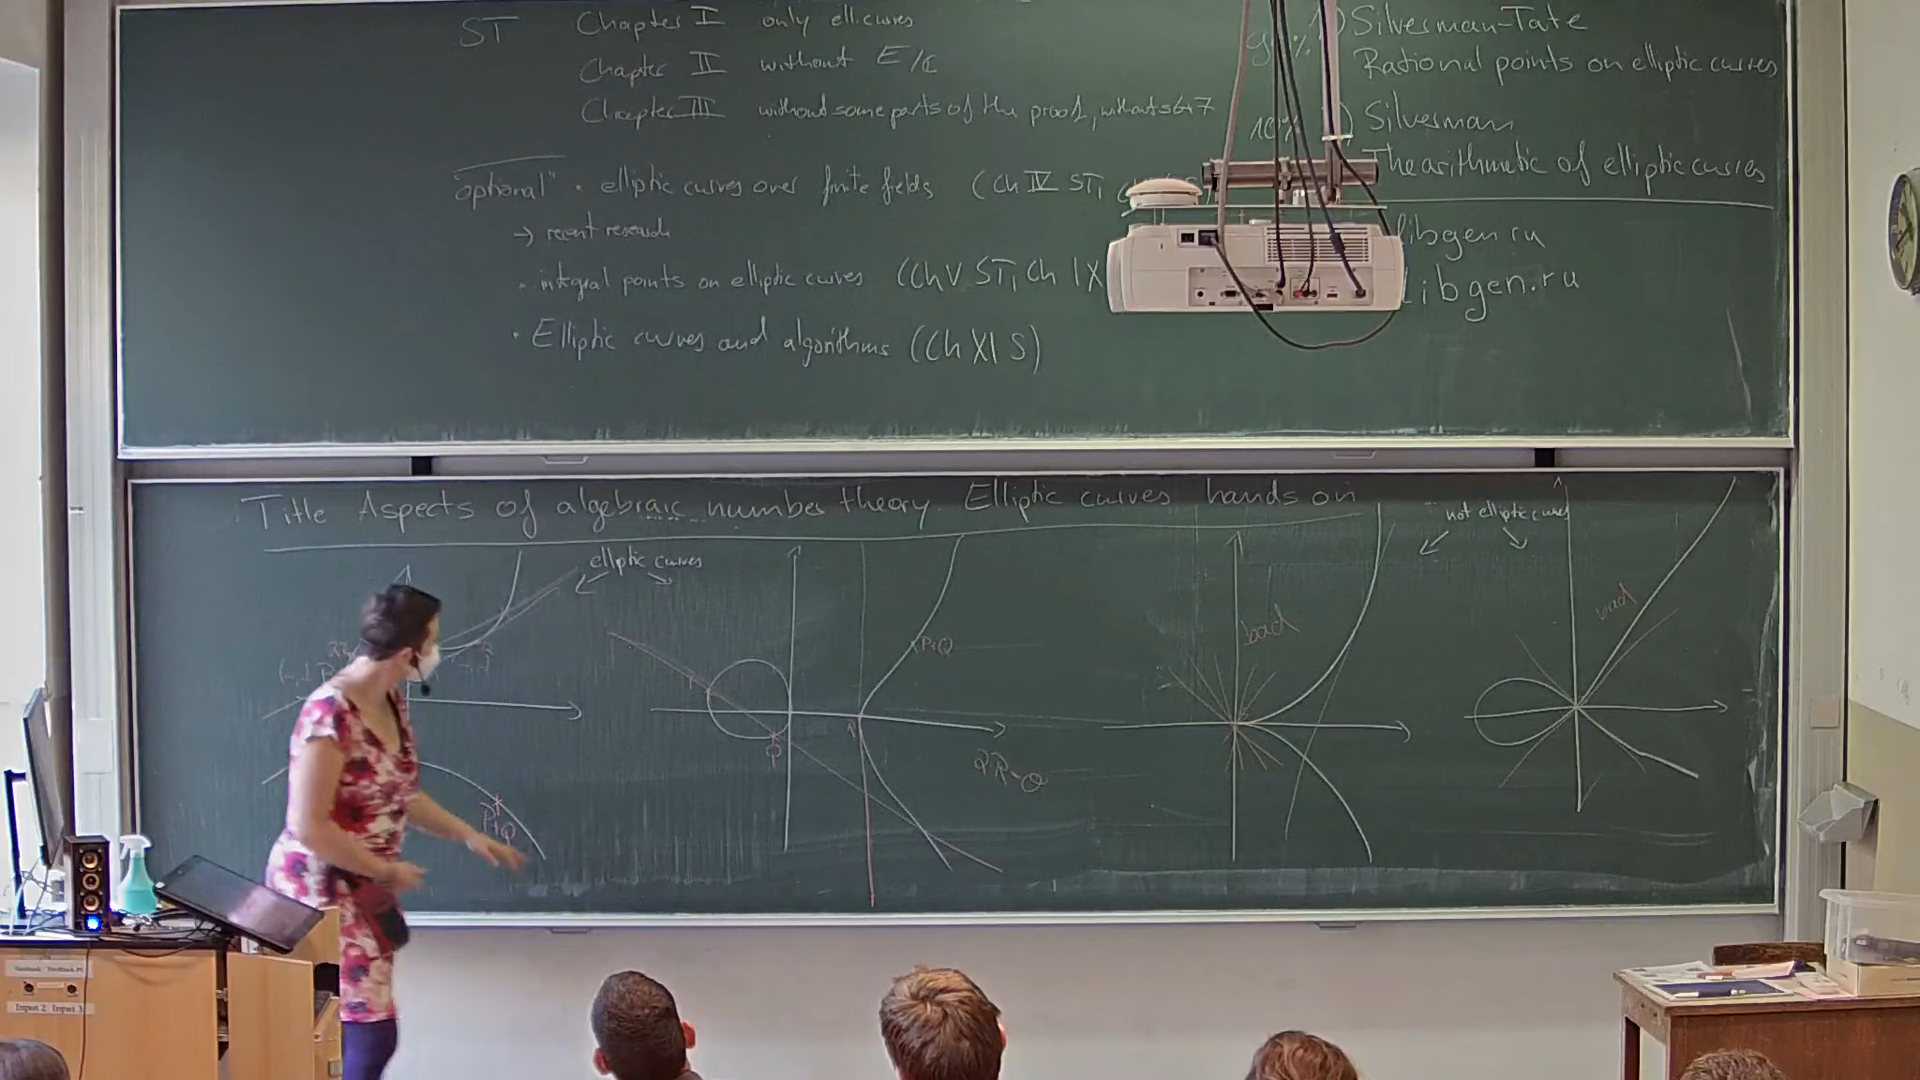 ST Chapter I only ell. curves
Chapter II without E/C
Chapter III without some parts of the proof, without
"optional" • elliptic curves over finite fields (Ch IV ST,
→ recent research
• integral points on elliptic curves (Ch V ST, Ch IX
• Elliptic curves and algorithms (Ch XI S)
1) Silverman-Tate
Rational points on elliptic curves
10% ) Silverman
The arithmetic of elliptic curves
libgen ru
libgen.ru
Title Aspects of algebraic number theory. Elliptic curves hands on
elliptic curves
not elliptic curves
bad
bad
P+Q
Q
P+Q
Input 2 Input 3